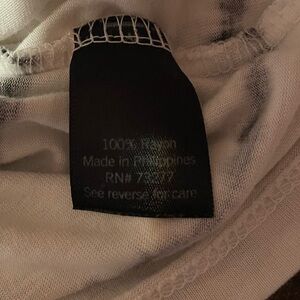 100% Rayon
Made in Philippines
RN# 73277
See reverse for care